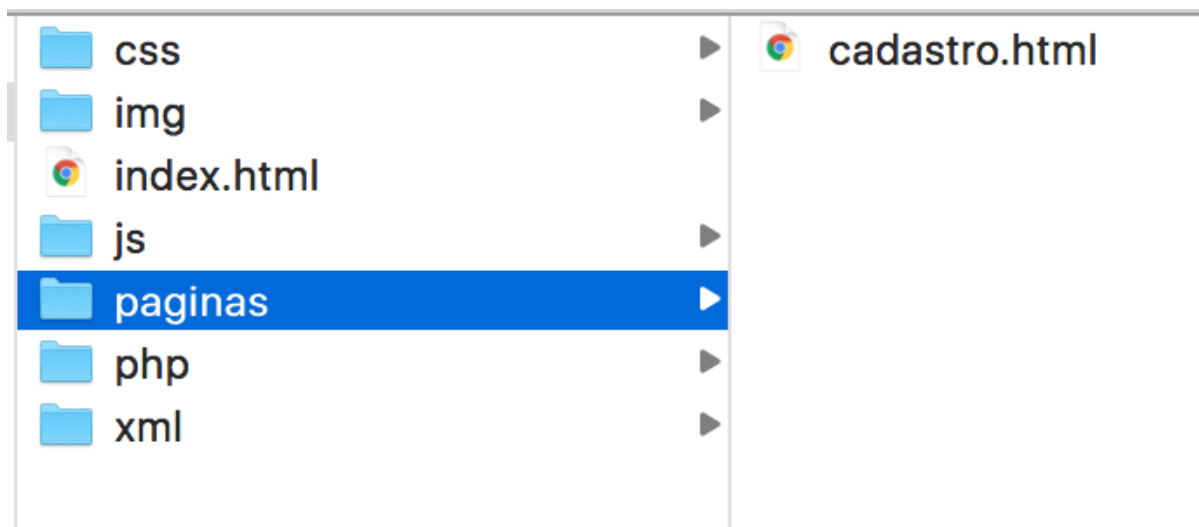 css
img
index.html
js
paginas
php
xml
cadastro.html